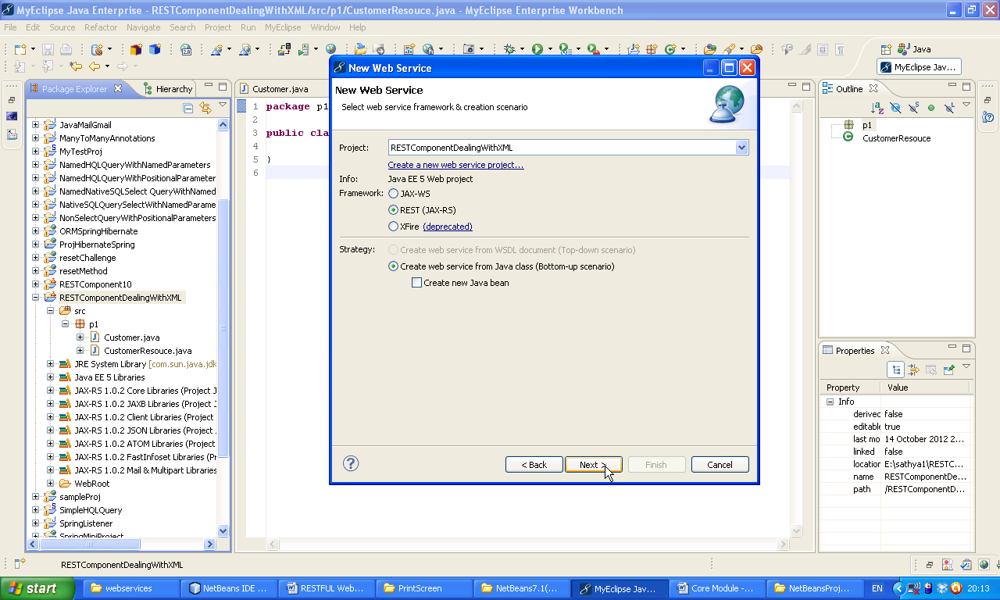 MyEclipse Java Enterprise - RESTComponentDealingWithXML/src/p1/CustomerResouce.java - MyEclipse Enterprise Workbench
File Edit Source Refactor Navigate Search Project Run MyEclipse Window Help
Java
MyEclipse Jav...
Package Explorer
Hierarchy
JavaMailGmail
ManyToManyAnnotations
MyTestProj
NamedHQLQueryWithNamedParameters
NamedHQLQueryWithPositionalParameter
NamedNativeSQLSelect QueryWithNamed
NativeSQLQuerySelectWithNamedParame
NonSelectQueryWithPositionalParameters
ORMSpringHibernate
ProjHibernateSpring
resetChallenge
resetMethod
RESTComponent10
RESTComponentDealingWithXML
src
p1
Customer.java
CustomerResouce.java
JRE System Library [com.sun.java.jdk
Java EE 5 Libraries
JAX-RS 1.0.2 Core Libraries (Project J
JAX-RS 1.0.2 JAXB Libraries (Project J
JAX-RS 1.0.2 Client Libraries (Project
JAX-RS 1.0.2 JSON Libraries (Project
JAX-RS 1.0.2 ATOM Libraries (Project
JAX-RS 1.0.2 FastInfoset Libraries (Pr
JAX-RS 1.0.2 Mail & Multipart Libraries
WebRoot
sampleProj
SimpleHQLQuery
SpringListener
SpringMiniProject
Customer.java
1 package p1
2
3 public cla
4
5 }
6
New Web Service
New Web Service
Select web service framework & creation scenario
Project: RESTComponentDealingWithXML
Create a new web service project...
Info: Java EE 5 Web project
Framework: JAX-WS
REST (JAX-RS)
XFire (deprecated)
Strategy: Create web service from WSDL document (Top-down scenario)
Create web service from Java class (Bottom-up scenario)
Create new Java bean
? < Back Next > Finish Cancel
Outline
p1
CustomerResouce
Properties
Property Value
Info
derived false
editable true
last mo 14 October 2012 2...
linked false
location E:\sathya1\RESTC...
name RESTComponentDe...
path /RESTComponentD...
RESTComponentDealingWithXML
start webservices NetBeans IDE ... RESTFUL Web... PrintScreen NetBeans7.1(... MyEclipse Jav... Core Module -... NetBeansProj... EN 20:13